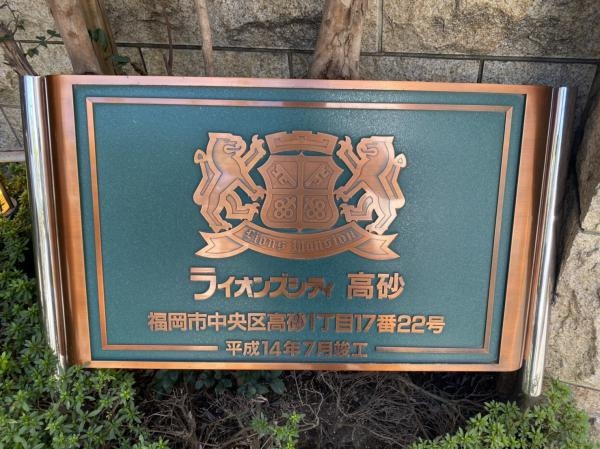 Lions Mansion
ライオンズシティ 高砂
福岡市中央区高砂1丁目17番22号
平成14年7月竣工